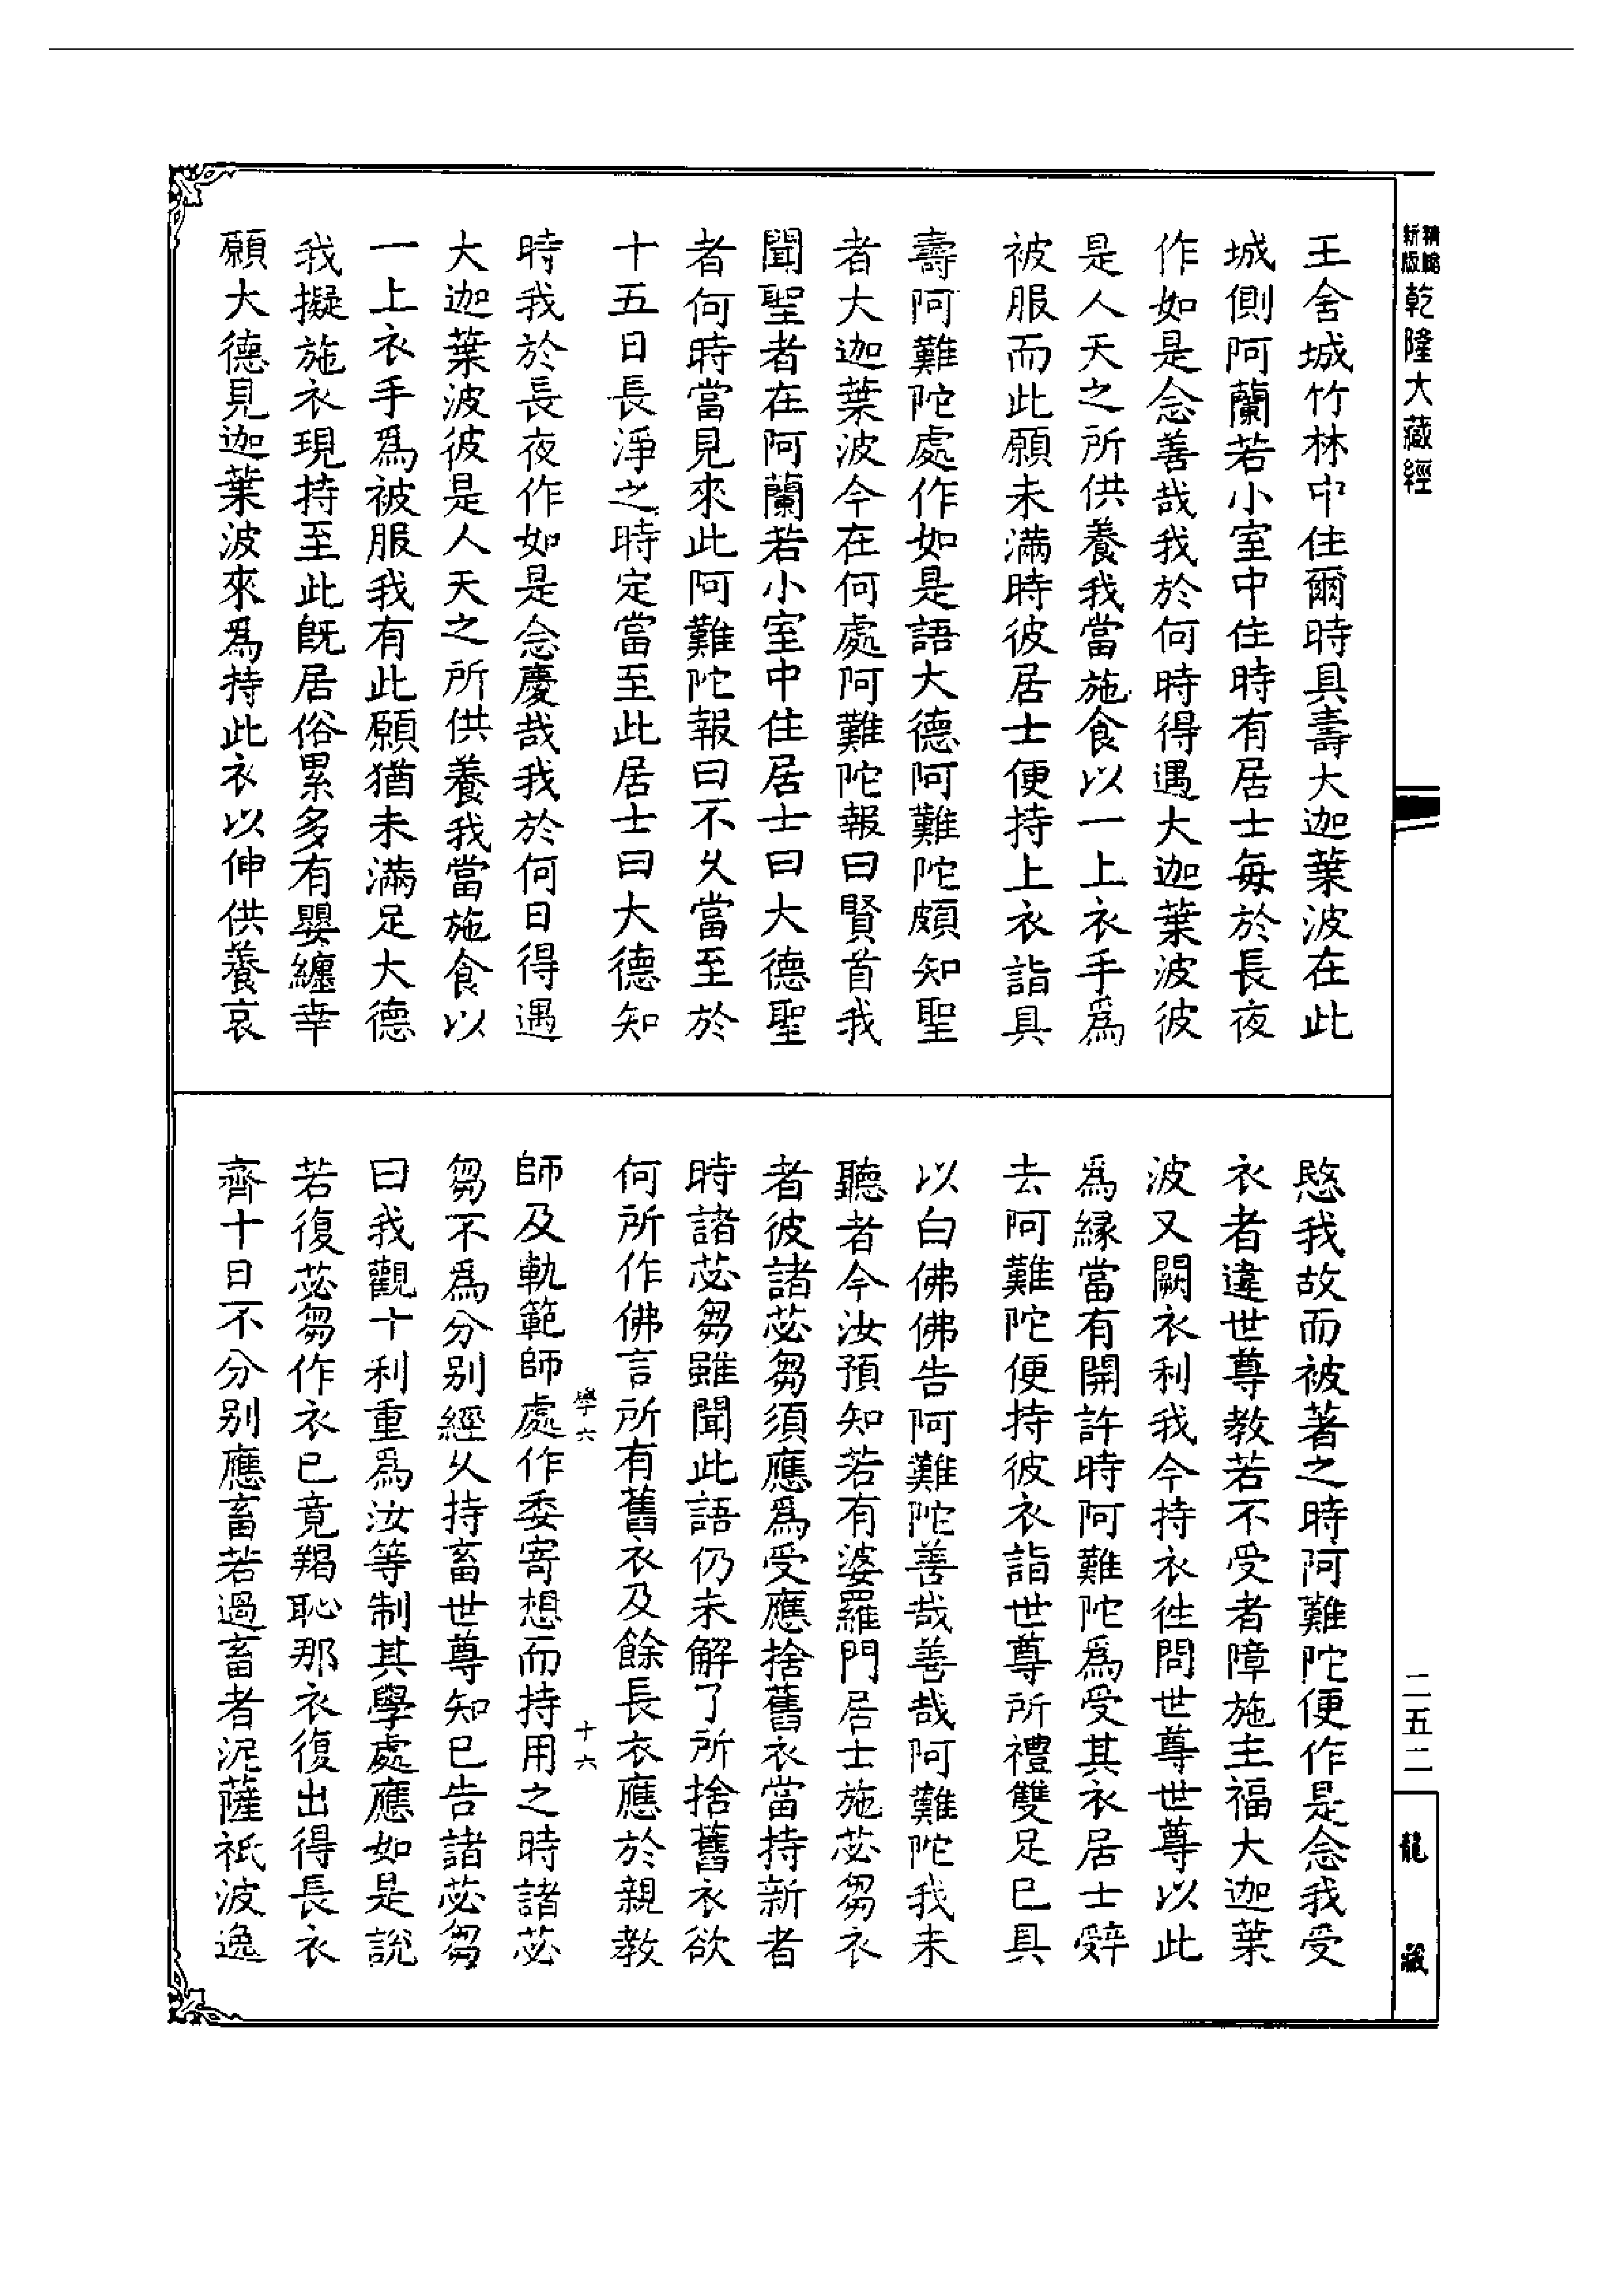 新版
精略
乾隆大藏經
王舍城竹林中住爾時具壽大迦葉波在此
城側阿蘭若小室中住時有居士每於長夜
作如是念善哉我於何時得遇大迦葉波彼
是人天之所供養我當施食以一上衣手爲
被服而此願未滿時彼居士便持上衣詣具
壽阿難陀處作如是語大德阿難陀頗知聖
者大迦葉波今在何處阿難陀報曰賢首我
聞聖者在阿蘭若小室中住居士曰大德聖
者何時當見來此阿難陀報曰不久當至於
十五日長淨之時定當至此居士曰大德知
時我於長夜作如是念慶哉我於何日得遇
大迦葉波彼是人天之所供養我當施食以
一上衣手爲被服我有此願猶未滿足大德
我擬施衣現持至此既居俗累多有嬰纏幸
願大德見迦葉波來爲持此衣以伸供養哀
愍我故而被著之時阿難陀便作是念我受
衣者違世尊教若不受者障施主福大迦葉
波又闕衣利我今持衣往問世尊世尊以此
爲緣當有開許時阿難陀爲受其衣居士辭
去阿難陀便持彼衣詣世尊所禮雙足已具
以白佛佛告阿難陀善哉善哉阿難陀我未
聽者今汝預知若有婆羅門居士施苾芻衣
者彼諸苾芻須應爲受應捨舊衣當持新者
時諸苾芻雖聞此語仍未解了所捨舊衣欲
何所作佛言所有舊衣及餘長衣應於親教
學六 十六
師及軌範師處作委寄想而持用之時諸苾
芻不爲分別經久持畜世尊知已告諸苾芻
曰我觀十利重爲汝等制其學處應如是說
若復苾芻作衣已竟羯恥那衣復出得長衣
齊十日不分別應畜若過畜者泥薩祇波逸
二五二
龍藏